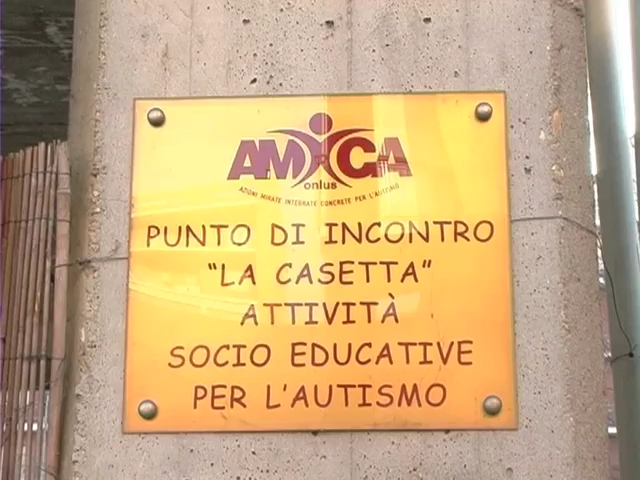 AMICA
onlus
AZIONI MIRATE INTEGRATE CONCRETE PER L'AUTISMO
PUNTO DI INCONTRO
"LA CASETTA"
ATTIVITÀ
SOCIO EDUCATIVE
PER L'AUTISMO